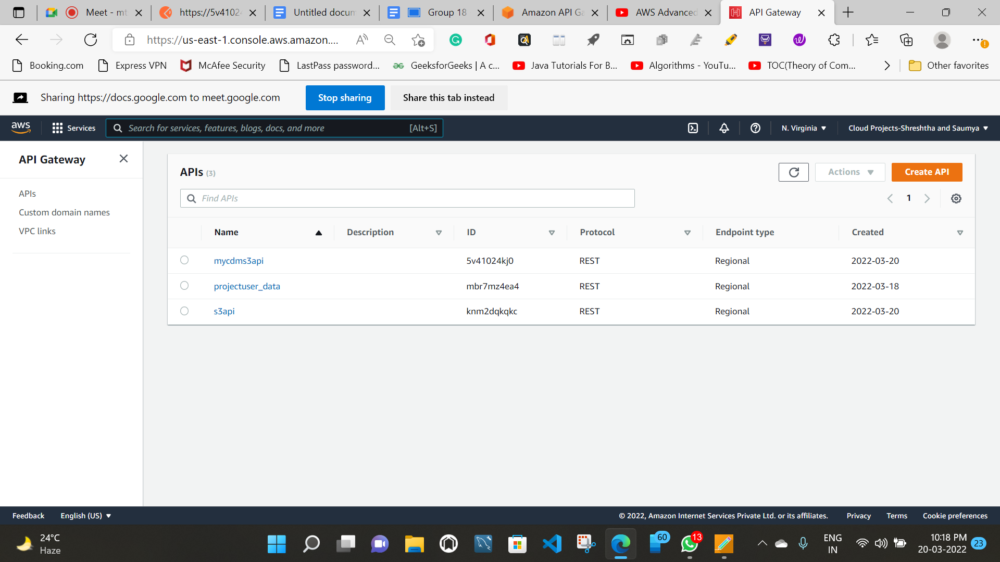 Meet - mt
https://5v4102
Untitled docum
Group 18
Amazon API Ga
AWS Advanced
API Gateway
https://us-east-1.console.aws.amazon....
Booking.com
Express VPN
McAfee Security
LastPass password...
GeeksforGeeks | A c...
Java Tutorials For B...
Algorithms - YouTu...
TOC(Theory of Com...
Other favorites
Sharing https://docs.google.com to meet.google.com
Stop sharing
Share this tab instead
aws
Services
Search for services, features, blogs, docs, and more
[Alt+S]
N. Virginia
Cloud Projects-Shreshtha and Saumya
API Gateway
APIs
Custom domain names
VPC links
APIs (3)
Actions
Create API
Find APIs
1
Name Description ID Protocol Endpoint type Created
mycdms3api 5v41024kj0 REST Regional 2022-03-20
projectuser_data mbr7mz4ea4 REST Regional 2022-03-18
s3api knm2dqkqkc REST Regional 2022-03-20
Feedback English (US)
© 2022, Amazon Internet Services Private Ltd. or its affiliates. Privacy Terms Cookie preferences
24°C
Haze
60
13
ENG
IN
10:18 PM
20-03-2022
23